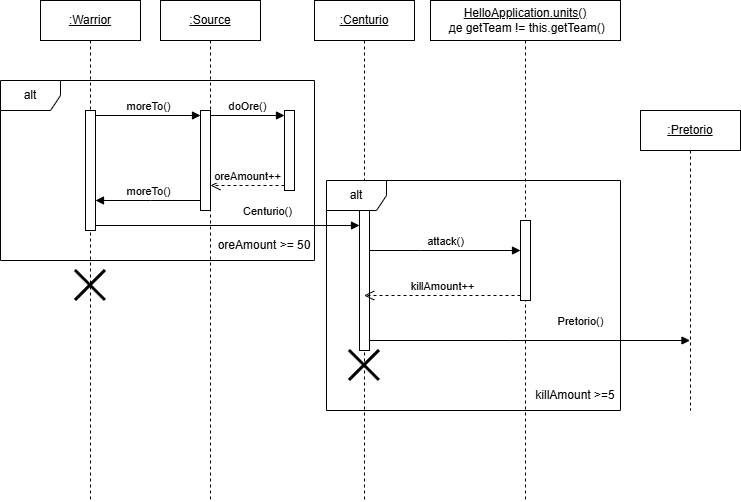 :Warrior
:Source
:Centurio
HelloApplication.units()
де getTeam != this.getTeam()
alt
moreTo()
doOre()
:Pretorio
oreAmount++
moreTo()
alt
Centurio()
oreAmount >= 50
attack()
killAmount++
Pretorio()
killAmount >=5